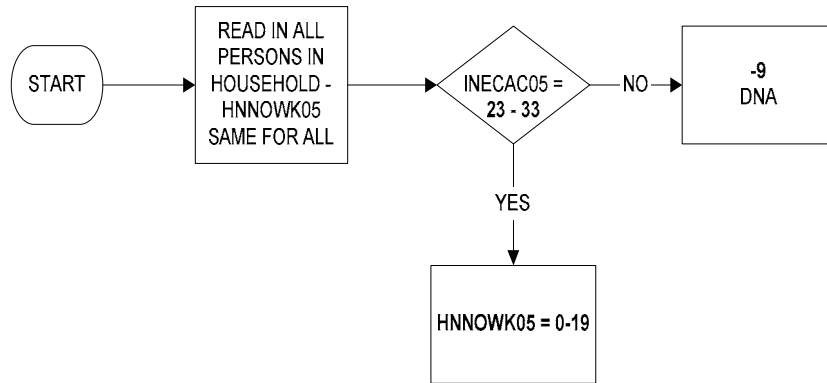 START
READ IN ALL
PERSONS IN
HOUSEHOLD -
HNNOWK05
SAME FOR ALL
INECAC05 =
23 - 33
NO
-9
DNA
YES
HNNOWK05 = 0-19